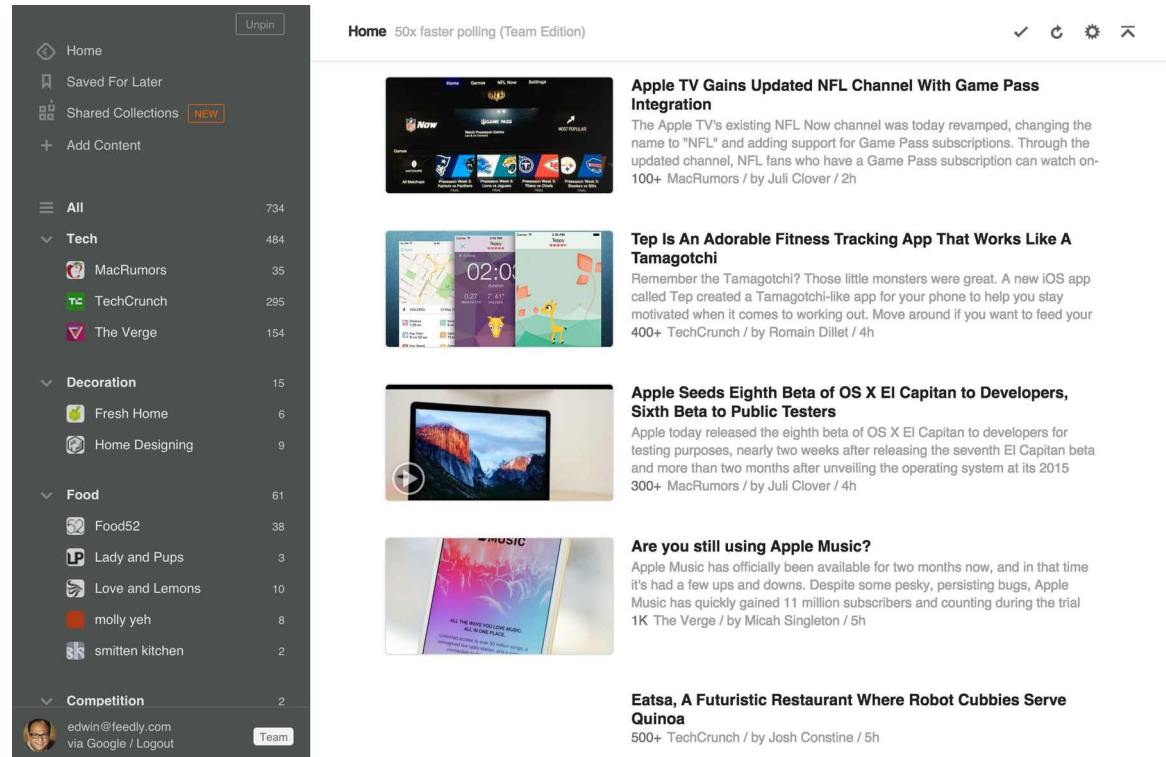 Unpin
Home
Saved For Later
Shared Collections NEW
Add Content
All 734
Tech 484
MacRumors 35
TechCrunch 295
The Verge 154
Decoration 15
Fresh Home 6
Home Designing 9
Food 61
Food52 38
Lady and Pups 3
Love and Lemons 10
molly yeh 8
smitten kitchen 2
Competition 2
edwin@feedly.com
via Google / Logout
Team
Home 50x faster polling (Team Edition)
Apple TV Gains Updated NFL Channel With Game Pass
Integration
The Apple TV's existing NFL Now channel was today revamped, changing the
name to "NFL" and adding support for Game Pass subscriptions. Through the
updated channel, NFL fans who have a Game Pass subscription can watch on-
100+ MacRumors / by Juli Clover / 2h
Tep Is An Adorable Fitness Tracking App That Works Like A
Tamagotchi
Remember the Tamagotchi? Those little monsters were great. A new iOS app
called Tep created a Tamagotchi-like app for your phone to help you stay
motivated when it comes to working out. Move around if you want to feed your
400+ TechCrunch / by Romain Dillet / 4h
Apple Seeds Eighth Beta of OS X El Capitan to Developers,
Sixth Beta to Public Testers
Apple today released the eighth beta of OS X El Capitan to developers for
testing purposes, nearly two weeks after releasing the seventh El Capitan beta
and more than two months after unveiling the operating system at its 2015
300+ MacRumors / by Juli Clover / 4h
MUSIC
ALL THE WAYS YOU LOVE MUSIC.
ALL IN ONE PLACE.
Are you still using Apple Music?
Apple Music has officially been available for two months now, and in that time
it's had a few ups and downs. Despite some pesky, persisting bugs, Apple
Music has quickly gained 11 million subscribers and counting during the trial
1K The Verge / by Micah Singleton / 5h
Eatsa, A Futuristic Restaurant Where Robot Cubbies Serve
Quinoa
500+ TechCrunch / by Josh Constine / 5h